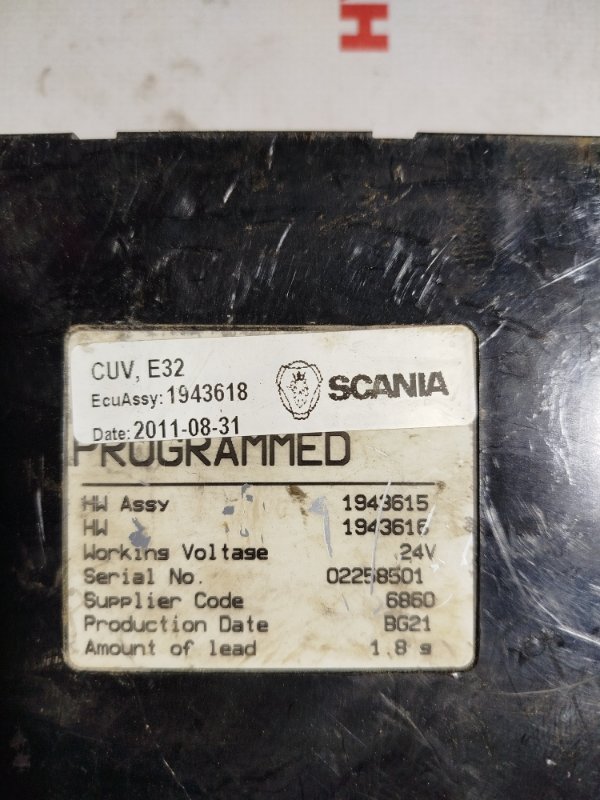 H
CUV, E32
EcuAssy: 1943618
SCANIA
Date: 2011-08-31
PROGRAMMED
HW Assy 1943615
HW 1943616
Working Voltage 24V
Serial No. 02258501
Supplier Code 6860
Production Date BG21
Amount of lead 1.8 g